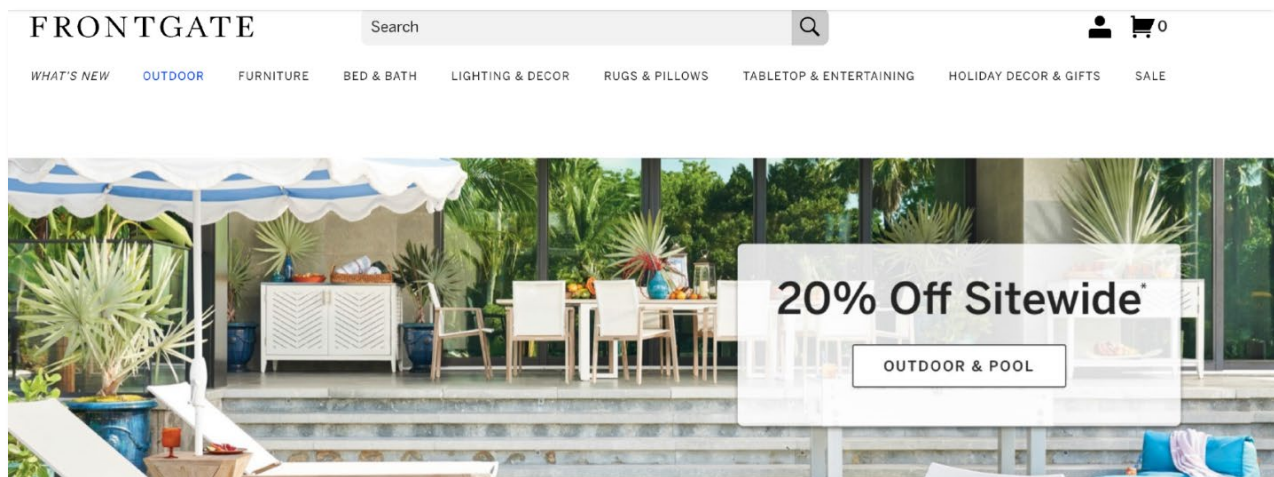 FRONTGATE
Search
0
WHAT'S NEW OUTDOOR FURNITURE BED & BATH LIGHTING & DECOR RUGS & PILLOWS TABLETOP & ENTERTAINING HOLIDAY DECOR & GIFTS SALE
20% Off Sitewide*
OUTDOOR & POOL